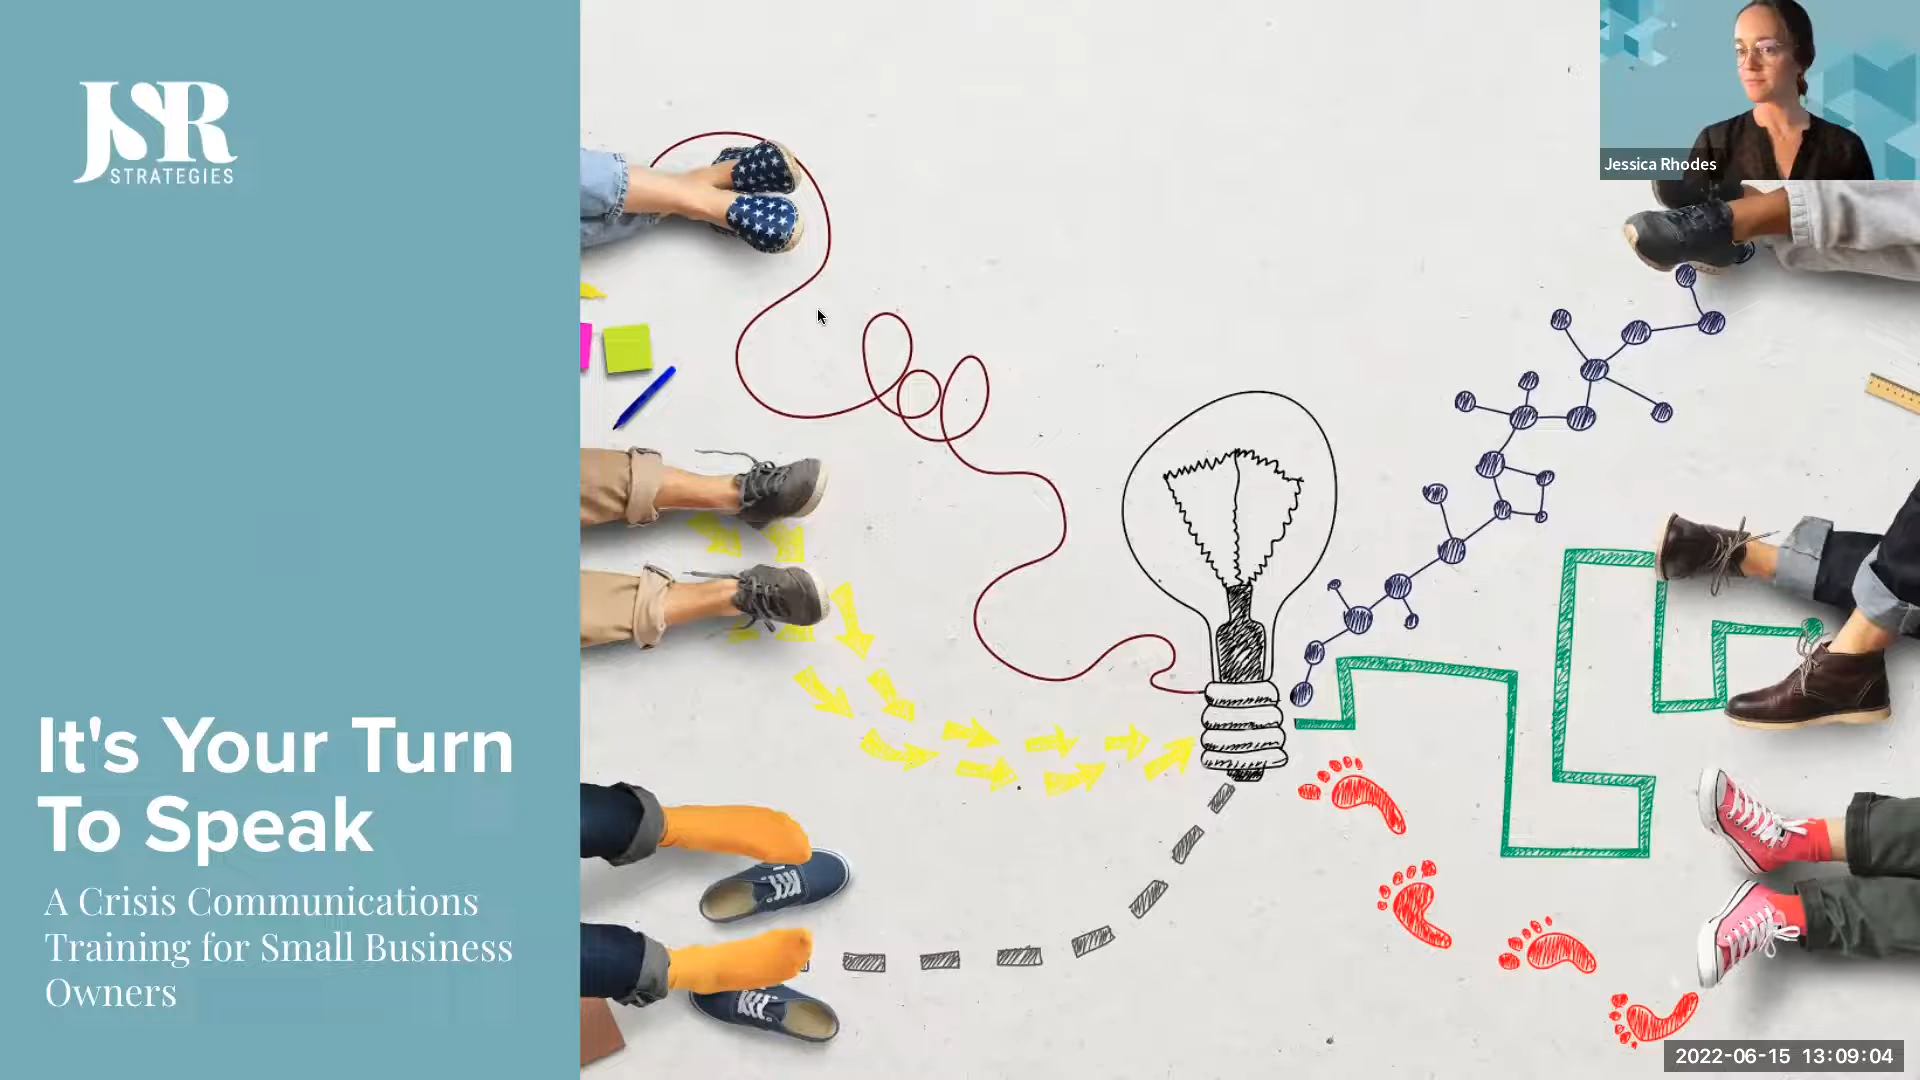 JSR
STRATEGIES
Jessica Rhodes
It's Your Turn
To Speak
A Crisis Communications
Training for Small Business
Owners
2022-06-15 13:09:04